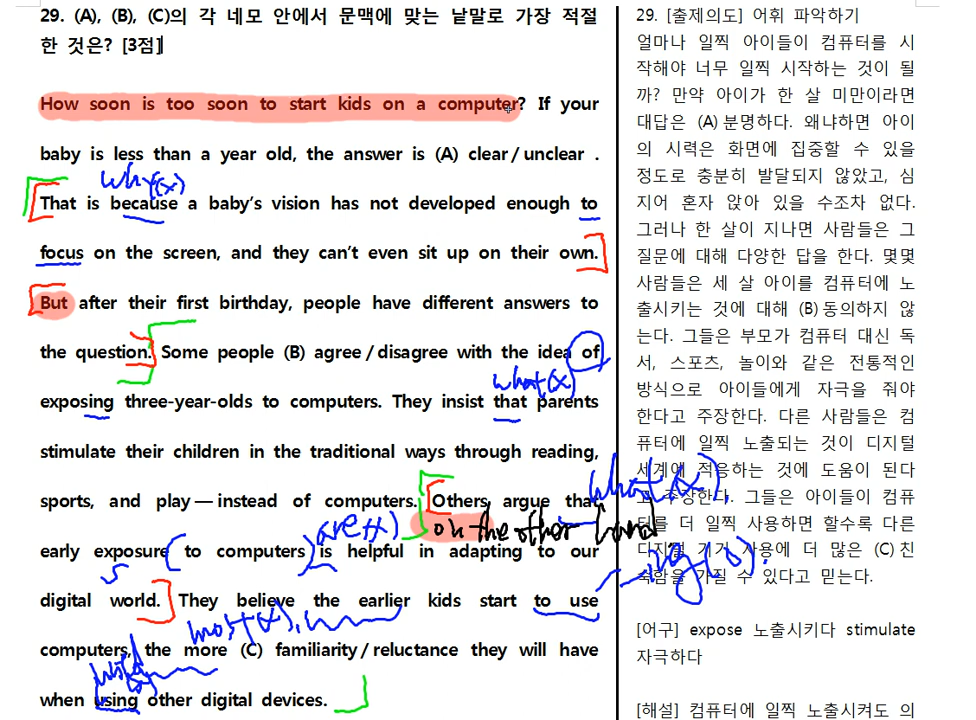 29. (A), (B), (C)의 각 네모 안에서 문맥에 맞는 낱말로 가장 적절
한 것은? [3점]
How soon is too soon to start kids on a computer? If your
baby is less than a year old, the answer is (A) clear / unclear .
why(x)
That is because a baby's vision has not developed enough to
focus on the screen, and they can't even sit up on their own.
But after their first birthday, people have different answers to
the question. Some people (B) agree / disagree with the idea of
what(x)
exposing three-year-olds to computers. They insist that parents
stimulate their children in the traditional ways through reading,
what(x),
sports, and play — instead of computers. Others argue that
are(x) on the other hand
early exposure to computers is helpful in adapting to our
ing(o).
digital world. They believe the earlier kids start to use
most(x),
computers, the more (C) familiarity / reluctance they will have
when using other digital devices.
29. [출제의도] 어휘 파악하기
얼마나 일찍 아이들이 컴퓨터를 시
작해야 너무 일찍 시작하는 것이 될
까? 만약 아이가 한 살 미만이라면
대답은 (A) 분명하다. 왜냐하면 아이
의 시력은 화면에 집중할 수 있을
정도로 충분히 발달되지 않았고, 심
지어 혼자 앉아 있을 수조차 없다.
그러나 한 살이 지나면 사람들은 그
질문에 대해 다양한 답을 한다. 몇몇
사람들은 세 살 아이를 컴퓨터에 노
출시키는 것에 대해 (B) 동의하지 않
는다. 그들은 부모가 컴퓨터 대신 독
서, 스포츠, 놀이와 같은 전통적인
방식으로 아이들에게 자극을 줘야
한다고 주장한다. 다른 사람들은 컴
퓨터에 일찍 노출되는 것이 디지털
세계에 적응하는 것에 도움이 된다
고 주장한다. 그들은 아이들이 컴퓨
터를 더 일찍 사용하면 할수록 다른
디지털 기기 사용에 더 많은 (C) 친
숙함을 가질 수 있다고 믿는다.
[어구] expose 노출시키다 stimulate
자극하다
[해설] 컴퓨터에 일찍 노출시켜도 의